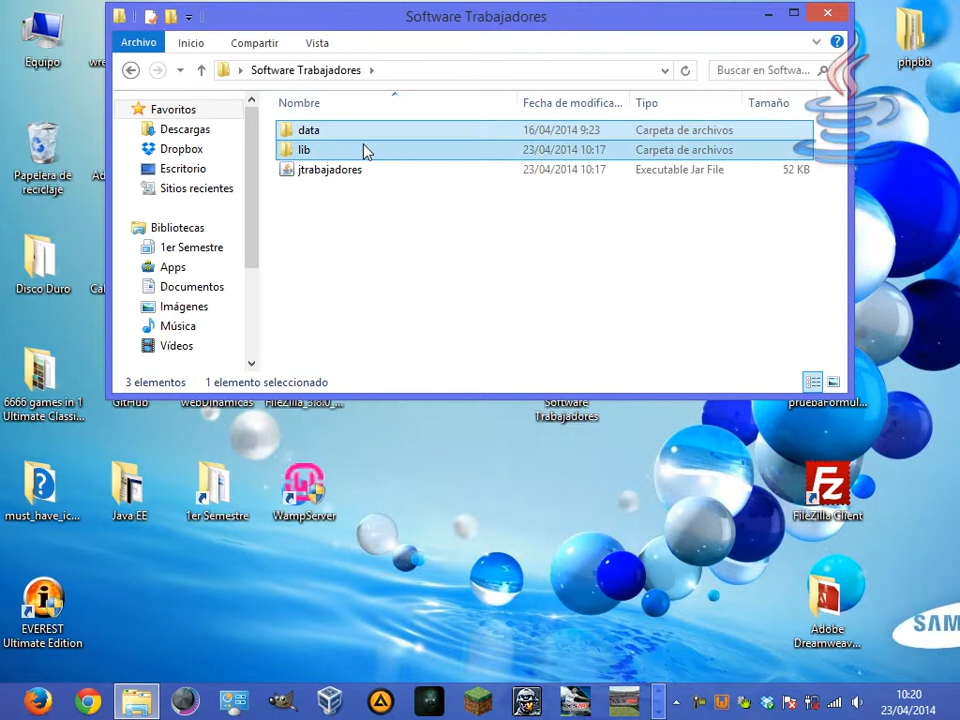 Software Trabajadores
Archivo Inicio Compartir Vista
Software Trabajadores
Buscar en Softwa...
Nombre Fecha de modifica... Tipo Tamaño
data 16/04/2014 9:23 Carpeta de archivos
lib 23/04/2014 10:17 Carpeta de archivos
jtrabajadores 23/04/2014 10:17 Executable Jar File 52 KB
Favoritos
Descargas
Dropbox
Escritorio
Sitios recientes
Bibliotecas
1er Semestre
Apps
Documentos
Imágenes
Música
Vídeos
3 elementos 1 elemento seleccionado
Equipo
phpbb
Papelera de
reciclaje
Disco Duro
6666 games in 1
Ultimate Classi...
GitHub
webDinamicas
FileZilla_3.8.0_...
Software
Trabajadores
pruebaFormul...
must_have_ic...
Java EE
1er Semestre
WampServer
FileZilla Client
EVEREST
Ultimate Edition
Adobe
Dreamweav...
SAM
10:20
23/04/2014